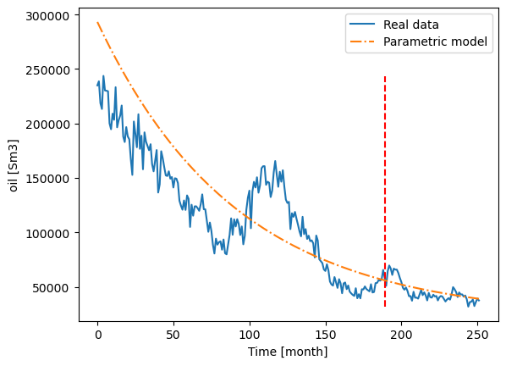 300000
250000
200000
150000
100000
50000
oil [Sm3]
Real data
Parametric model
0 50 100 150 200 250
Time [month]